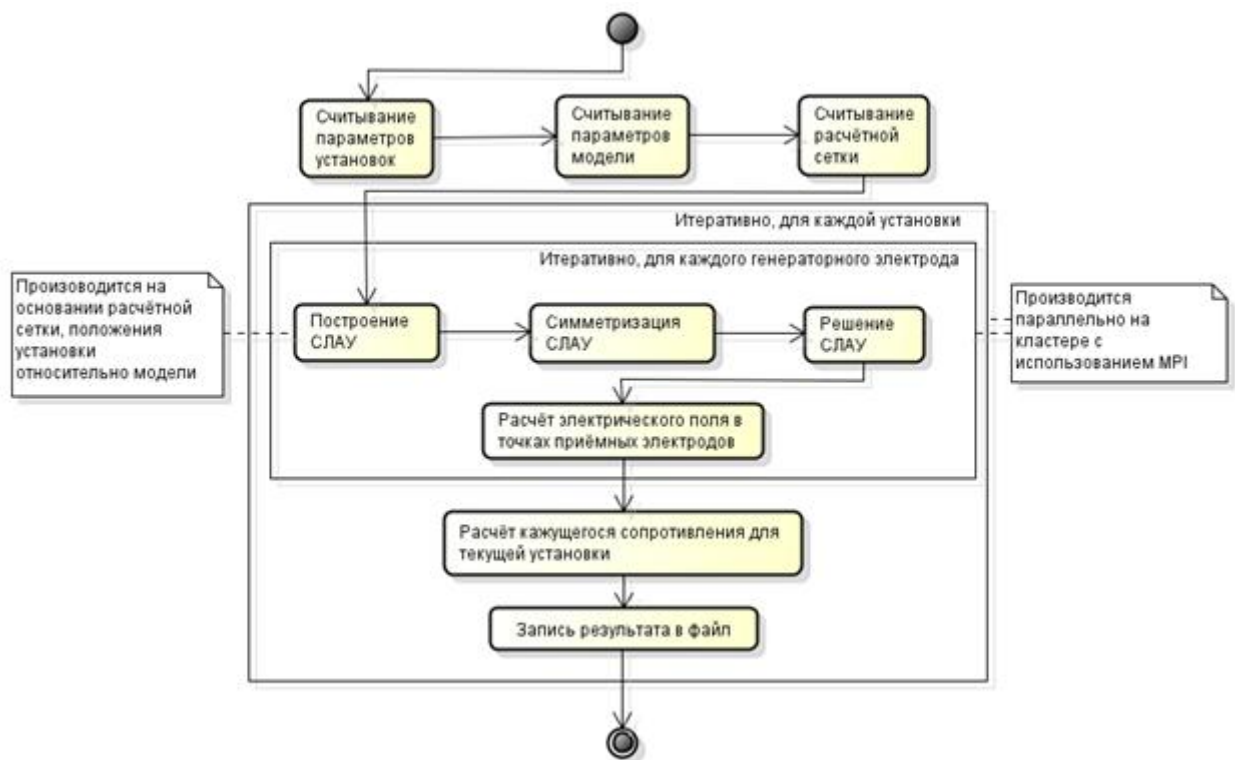 Считывание
параметров
установок
Считывание
параметров
модели
Считывание
расчётной
сетки
Итеративно, для каждой установки
Итеративно, для каждого генераторного электрода
Произоводится на
основании расчётной
сетки, положения
установки
относительно модели
Построение
СЛАУ
Симметризация
СЛАУ
Решение
СЛАУ
Производится
параллельно на
кластере с
использованием MPI
Расчёт электрического поля в
точках приёмных электродов
Расчёт кажущегося сопротивления для
текущей установки
Запись результата в файл